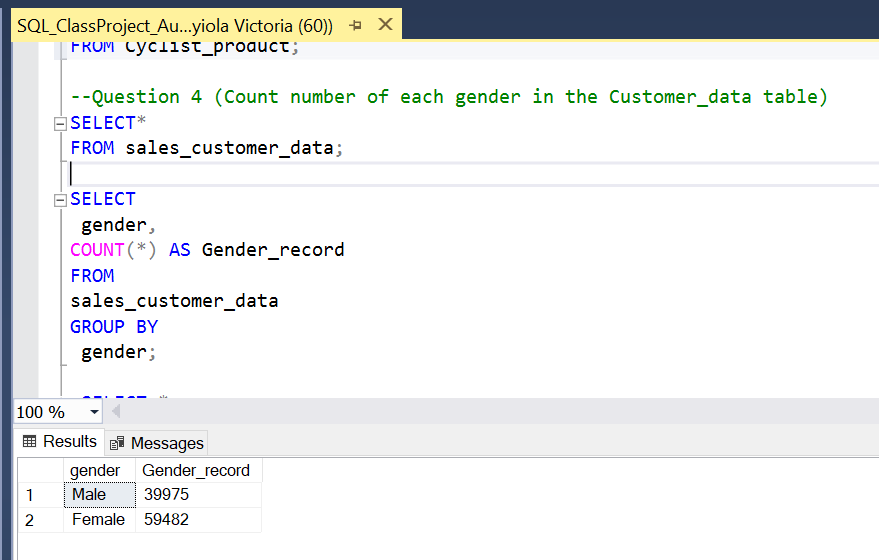 SQL_ClassProject_Au...yiola Victoria (60))
FROM Cyclist_product;
--Question 4 (Count number of each gender in the Customer_data table)
SELECT*
FROM sales_customer_data;
SELECT
gender,
COUNT(*) AS Gender_record
FROM
sales_customer_data
GROUP BY
gender;
SELECT *
100 %
Results Messages
gender Gender_record
1 Male 39975
2 Female 59482